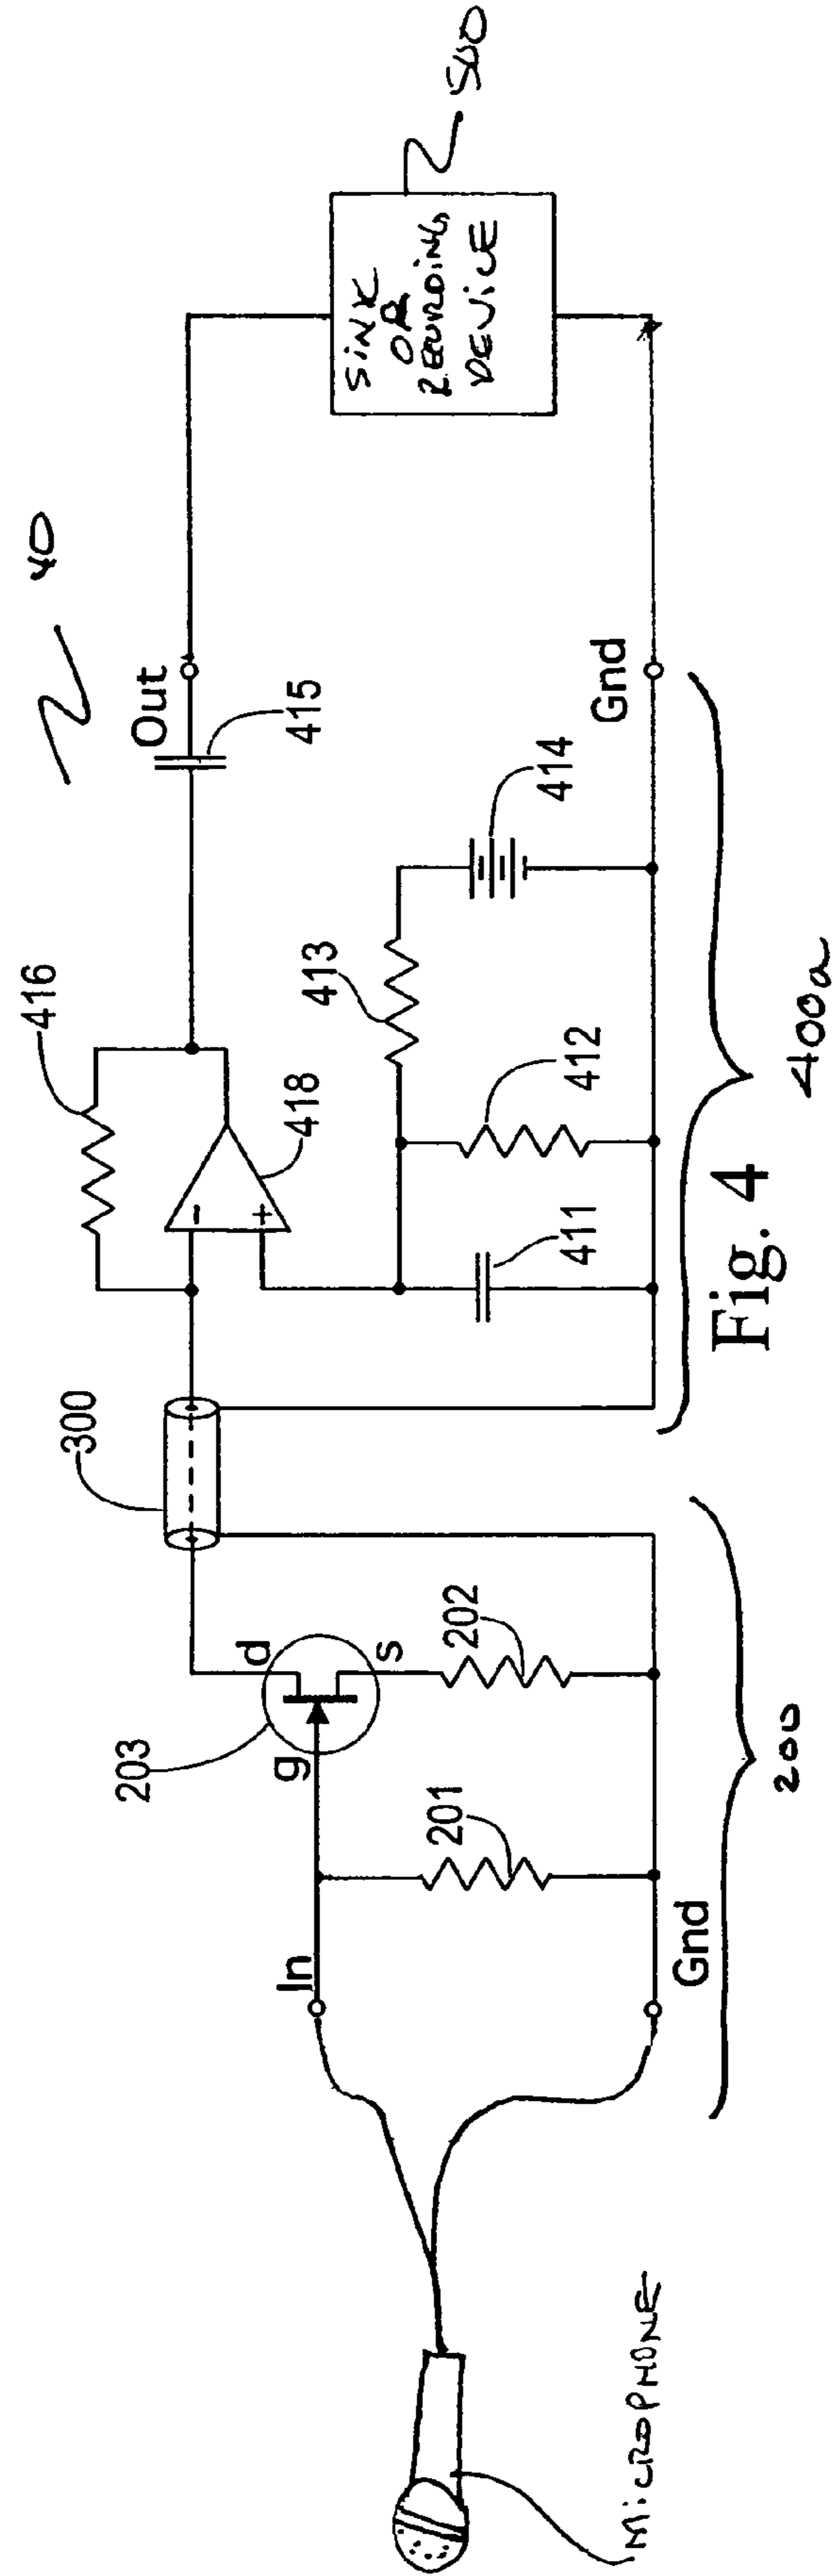 40
416
Out
415
418
413
414
412
411
Gnd
SINK
OR
RECORDING
DEVICE
500
300
203
d
g
s
202
201
In
Gnd
MICROPHONE
200
400a
Fig. 4
-
+